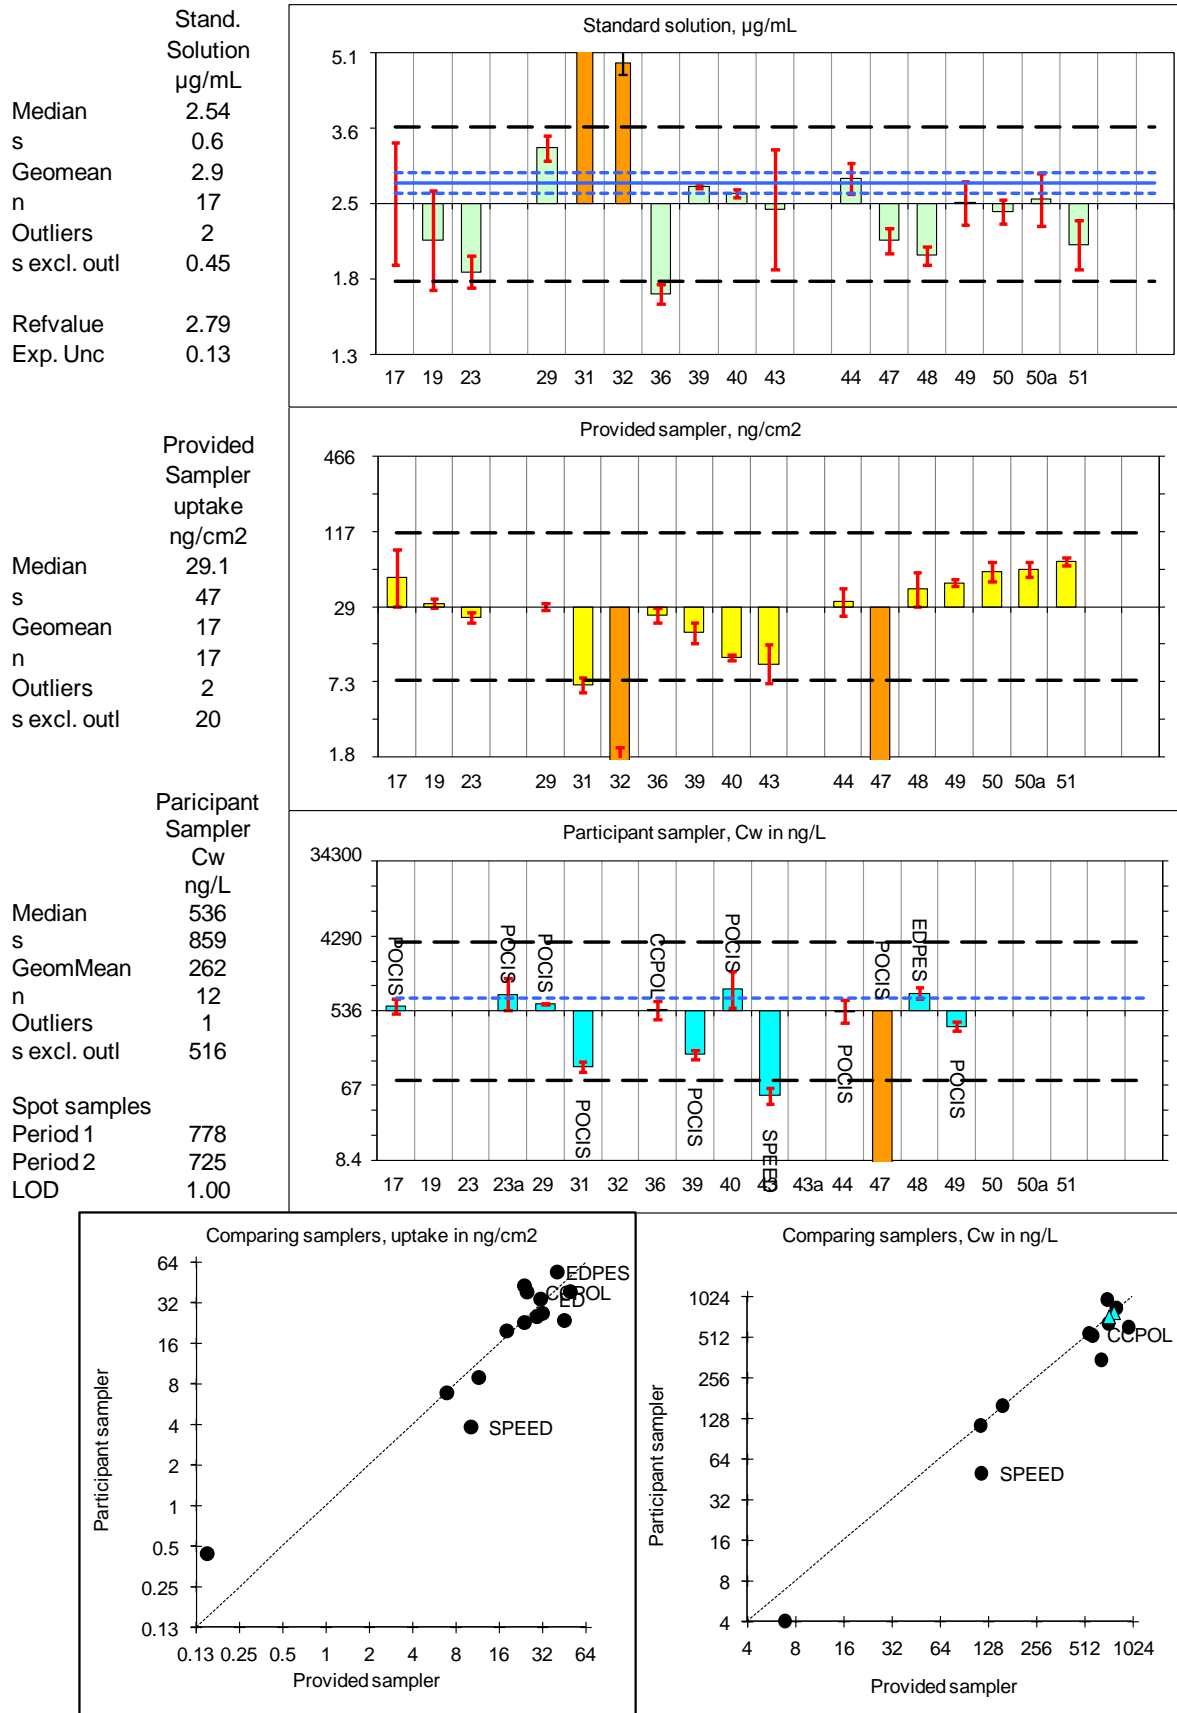 Stand.
Solution
µg/mL
Median 2.54
s 0.6
Geomean 2.9
n 17
Outliers 2
s excl. outl 0.45
Refvalue 2.79
Exp. Unc 0.13
Standard solution, µg/mL
5.1
3.6
2.5
1.8
1.3
17 19 23 29 31 32 36 39 40 43 44 47 48 49 50 50a 51
Provided
Sampler
uptake
ng/cm2
Median 29.1
s 47
Geomean 17
n 17
Outliers 2
s excl. outl 20
Provided sampler, ng/cm2
466
117
29
7.3
1.8
17 19 23 29 31 32 36 39 40 43 44 47 48 49 50 50a 51
Paricipant
Sampler
Cw
ng/L
Median 536
s 859
GeomMean 262
n 12
Outliers 1
s excl. outl 516
Spot samples
Period 1 778
Period 2 725
LOD 1.00
Participant sampler, Cw in ng/L
34300
4290
536
67
8.4
POCIS
POCIS
POCIS
POCIS
CCPOL
POCIS
POCIS
SPEED
POCIS
POCIS
EDPES
POCIS
17 19 23 23a 29 31 32 36 39 40 43 43a 44 47 48 49 50 50a 51
Comparing samplers, uptake in ng/cm2
64
32
16
8
4
2
1
0.5
0.25
0.13
Participant sampler
EDPES
CCPOL
ED
SPEED
0.13 0.25 0.5 1 2 4 8 16 32 64
Provided sampler
Comparing samplers, Cw in ng/L
1024
512
256
128
64
32
16
8
4
Participant sampler
CCPOL
SPEED
4 8 16 32 64 128 256 512 1024
Provided sampler